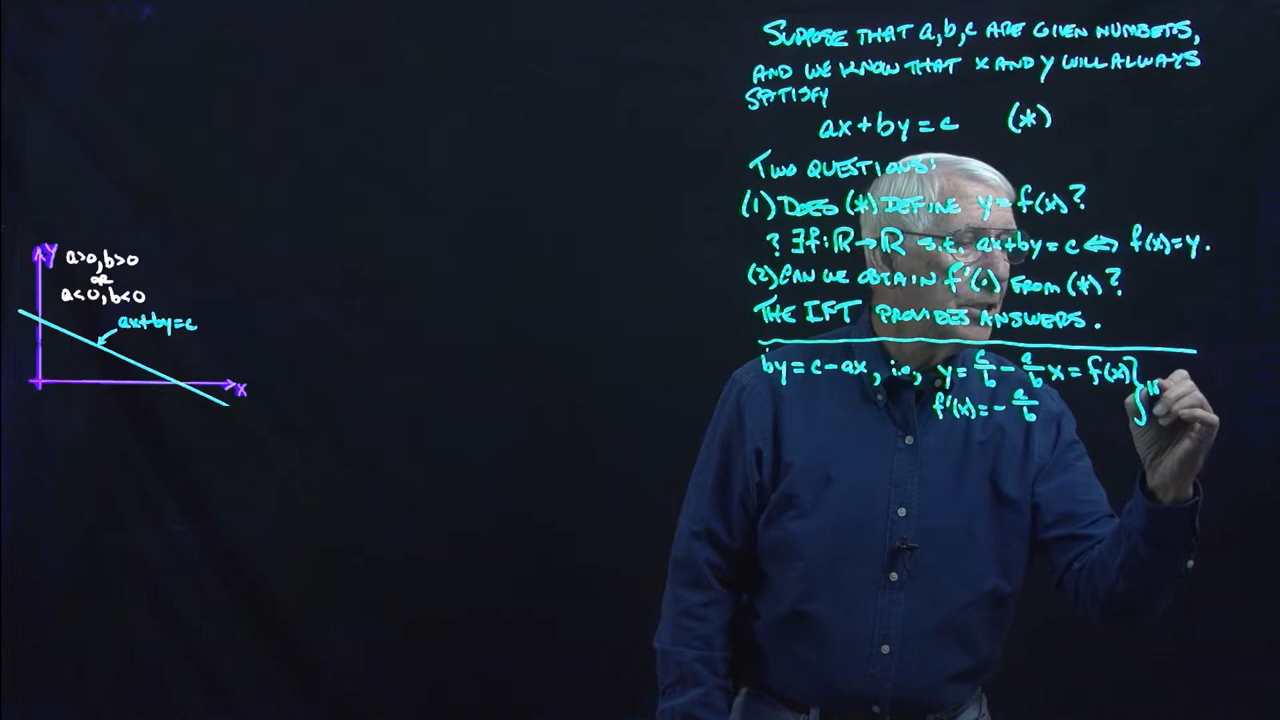 SUPPOSE THAT a,b,c ARE GIVEN NUMBERS,
AND WE KNOW THAT x AND y WILL ALWAYS
SATISFY
ax+by=c (*)
TWO QUESTIONS:
(1) DOES (*) DEFINE y=f(x)?
? ∃f:ℝ→ℝ s.t. ax+by=c ⇔ f(x)=y.
(2) CAN WE OBTAIN f'(·) FROM (*)?
THE IFT PROVIDES ANSWERS.
by=c-ax, i.e., y=c/b-a/b x=f(x)
f'(x)=-a/b
Y
a>0,b>0
OR
a<0,b<0
ax+by=c
X